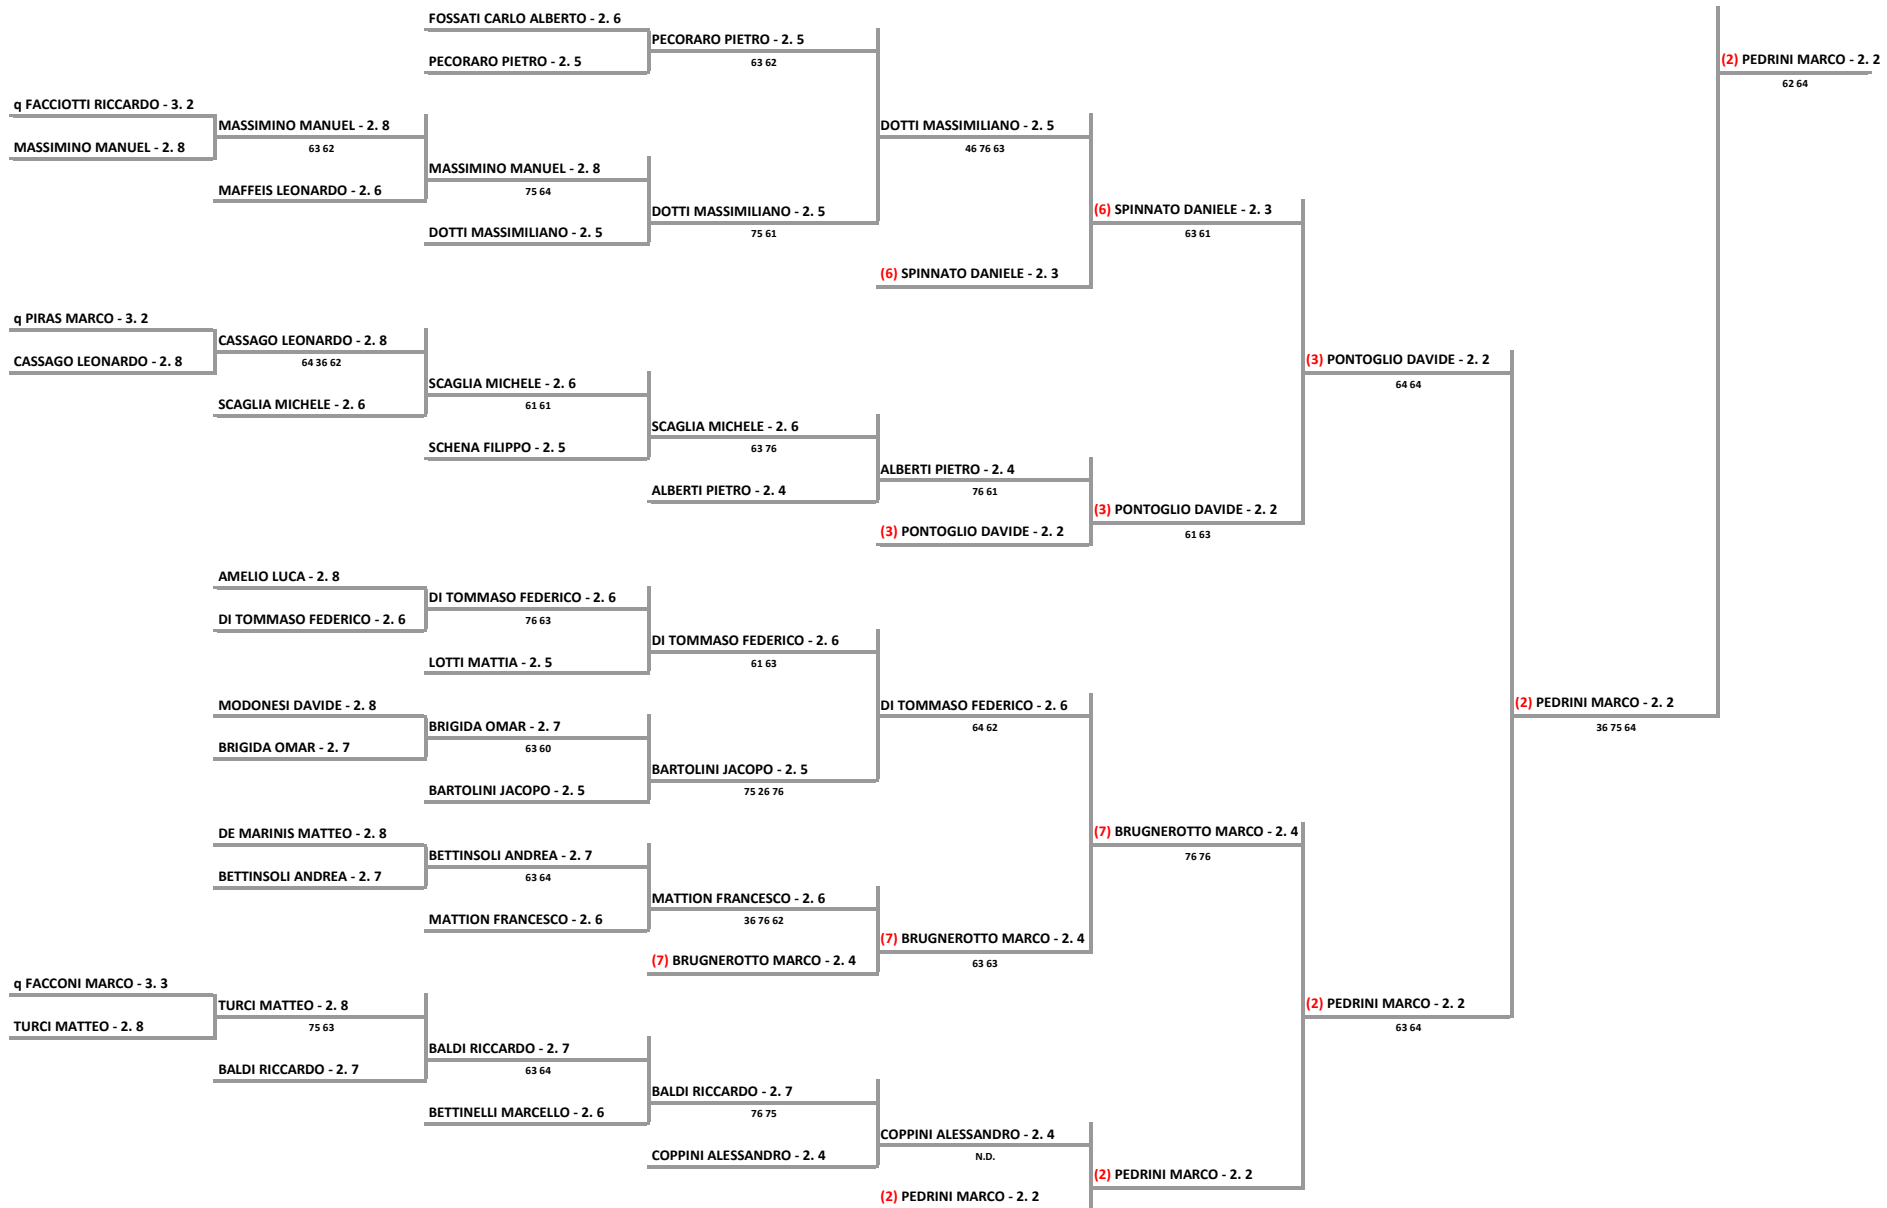 FOSSATI CARLO ALBERTO - 2. 6
PECORARO PIETRO - 2. 5
63 62
PECORARO PIETRO - 2. 5
(2) PEDRINI MARCO - 2. 2
62 64
q FACCIOTTI RICCARDO - 3. 2
MASSIMINO MANUEL - 2. 8
63 62
MASSIMINO MANUEL - 2. 8
DOTTI MASSIMILIANO - 2. 5
46 76 63
MASSIMINO MANUEL - 2. 8
75 64
MAFFEIS LEONARDO - 2. 6
DOTTI MASSIMILIANO - 2. 5
75 61
DOTTI MASSIMILIANO - 2. 5
(6) SPINNATO DANIELE - 2. 3
63 61
(6) SPINNATO DANIELE - 2. 3
q PIRAS MARCO - 3. 2
CASSAGO LEONARDO - 2. 8
64 36 62
CASSAGO LEONARDO - 2. 8
(3) PONTOGLIO DAVIDE - 2. 2
64 64
SCAGLIA MICHELE - 2. 6
61 61
SCAGLIA MICHELE - 2. 6
SCAGLIA MICHELE - 2. 6
63 76
SCHENA FILIPPO - 2. 5
ALBERTI PIETRO - 2. 4
76 61
ALBERTI PIETRO - 2. 4
(3) PONTOGLIO DAVIDE - 2. 2
61 63
(3) PONTOGLIO DAVIDE - 2. 2
AMELIO LUCA - 2. 8
DI TOMMASO FEDERICO - 2. 6
76 63
DI TOMMASO FEDERICO - 2. 6
DI TOMMASO FEDERICO - 2. 6
61 63
LOTTI MATTIA - 2. 5
MODONESI DAVIDE - 2. 8
DI TOMMASO FEDERICO - 2. 6
64 62
(2) PEDRINI MARCO - 2. 2
36 75 64
BRIGIDA OMAR - 2. 7
63 60
BRIGIDA OMAR - 2. 7
BARTOLINI JACOPO - 2. 5
75 26 76
BARTOLINI JACOPO - 2. 5
DE MARINIS MATTEO - 2. 8
(7) BRUGNEROTTO MARCO - 2. 4
76 76
BETTINSOLI ANDREA - 2. 7
63 64
BETTINSOLI ANDREA - 2. 7
MATTION FRANCESCO - 2. 6
36 76 62
MATTION FRANCESCO - 2. 6
(7) BRUGNEROTTO MARCO - 2. 4
63 63
(7) BRUGNEROTTO MARCO - 2. 4
q FACCONI MARCO - 3. 3
TURCI MATTEO - 2. 8
75 63
(2) PEDRINI MARCO - 2. 2
63 64
TURCI MATTEO - 2. 8
BALDI RICCARDO - 2. 7
63 64
BALDI RICCARDO - 2. 7
BALDI RICCARDO - 2. 7
76 75
BETTINELLI MARCELLO - 2. 6
COPPINI ALESSANDRO - 2. 4
N.D.
COPPINI ALESSANDRO - 2. 4
(2) PEDRINI MARCO - 2. 2
(2) PEDRINI MARCO - 2. 2